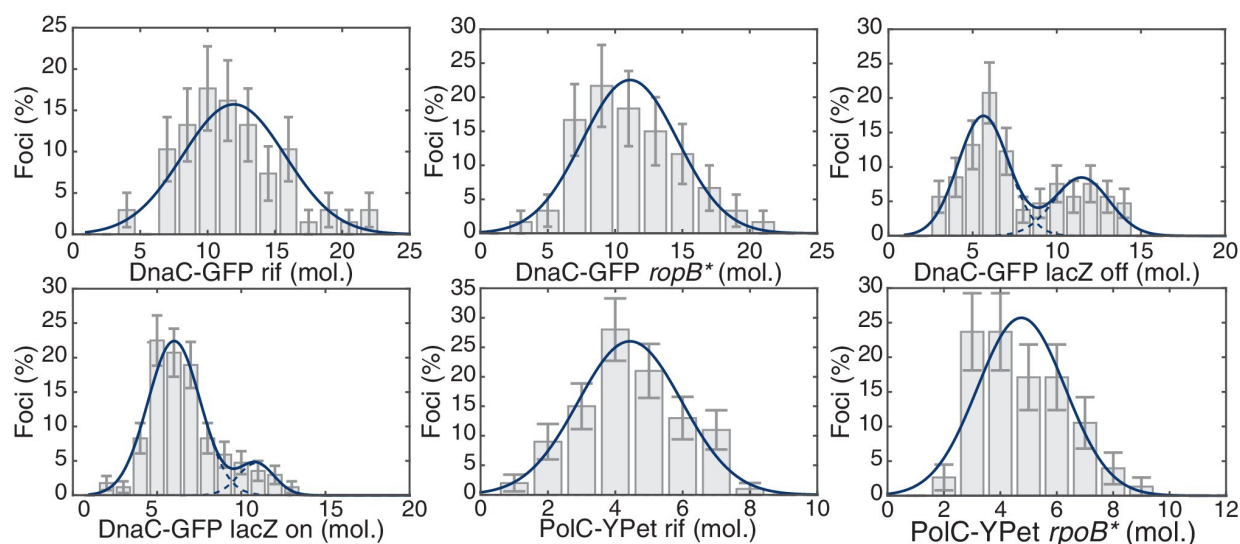 25
20
15
10
5
0
Foci (%)
5 10 15 20 25
DnaC-GFP rif (mol.)
30
25
20
15
10
5
0
Foci (%)
0 5 10 15 20 25
DnaC-GFP ropB* (mol.)
30
25
20
15
10
5
0
Foci (%)
5 10 15 20
DnaC-GFP lacZ off (mol.)
30
25
20
15
10
5
0
Foci (%)
0 5 10 15 20
DnaC-GFP lacZ on (mol.)
35
30
25
20
15
10
5
0
Foci (%)
0 2 4 6 8 10
PolC-YPet rif (mol.)
30
25
20
15
10
5
0
Foci (%)
0 2 4 6 8 10 12
PolC-YPet rpoB* (mol.)